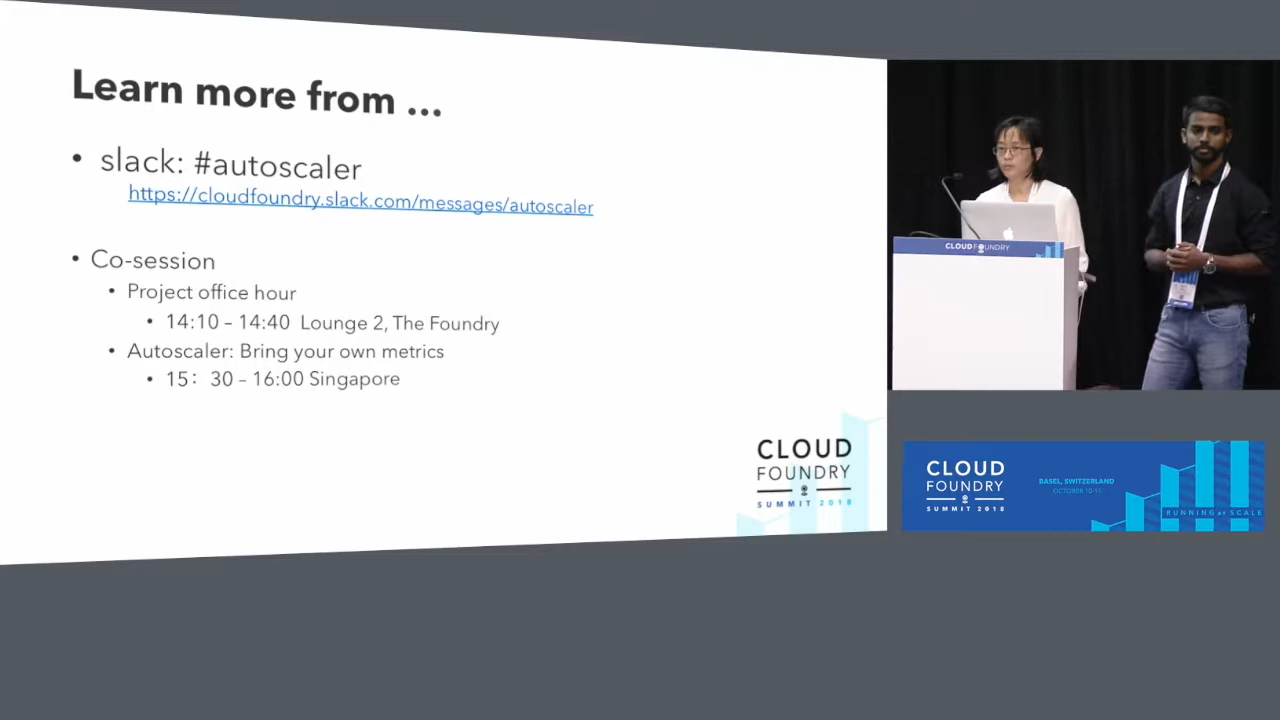 Learn more from ...
• slack: #autoscaler
https://cloudfoundry.slack.com/messages/autoscaler
• Co-session
• Project office hour
• 14:10 – 14:40 Lounge 2, The Foundry
• Autoscaler: Bring your own metrics
• 15: 30 – 16:00 Singapore
CLOUD
FOUNDRY
SUMMIT 2018
CLOUD FOUNDRY
CLOUD
FOUNDRY
SUMMIT 2018
BASEL, SWITZERLAND
OCTOBER 10-11
RUNNING AT SCALE